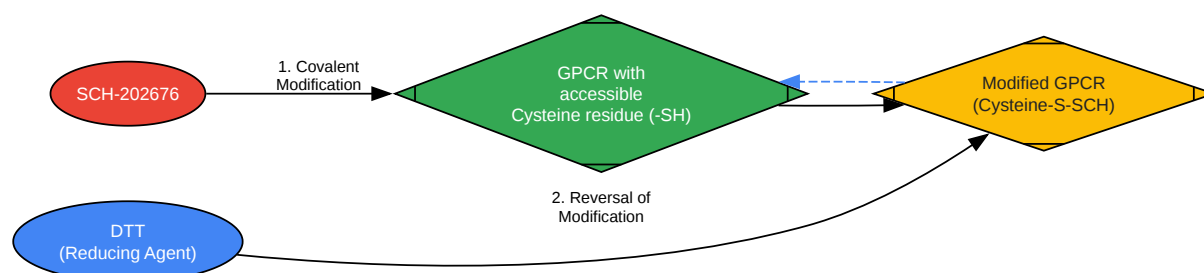 SCH-202676
1. Covalent
Modification
GPCR with
accessible
Cysteine residue (-SH)
Modified GPCR
(Cysteine-S-SCH)
2. Reversal of
Modification
DTT
(Reducing Agent)